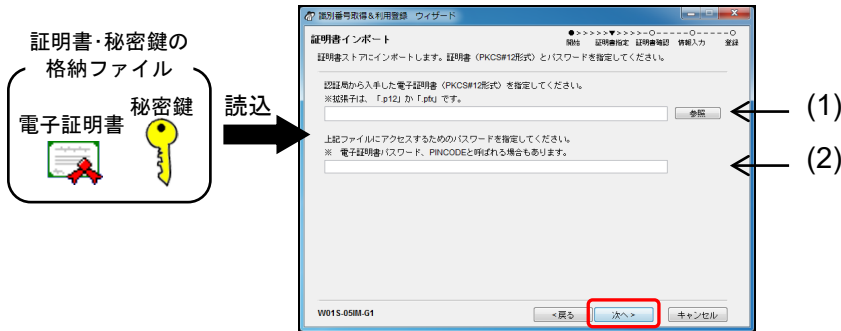 証明書･秘密鍵の
格納ファイル
電子証明書
秘密鍵
読込
識別番号取得＆利用登録 ウィザード
証明書インポート
●>>>>>▼>>>>-○-----○-----○
開始 証明書指定 証明書確認 情報入力 登録
証明書ストアにインポートします。証明書（PKCS#12形式）とパスワードを指定してください。
認証局から入手した電子証明書（PKCS#12形式）を指定してください。
※拡張子は、「.p12」か「.pfx」です。
参照
(1)
上記ファイルにアクセスするためのパスワードを指定してください。
※ 電子証明書パスワード、PINCODEと呼ばれる場合もあります。
(2)
W01S-05IM-G1
<戻る
次へ>
キャンセル